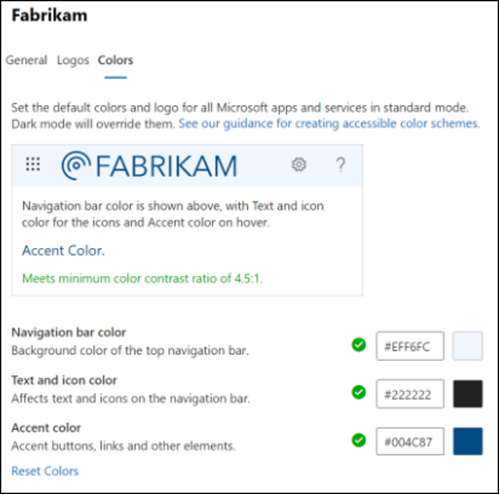 Fabrikam
General Logos Colors
Set the default colors and logo for all Microsoft apps and services in standard mode.
Dark mode will override them. See our guidance for creating accessible color schemes.
FABRIKAM ?
Navigation bar color is shown above, with Text and icon
color for the icons and Accent color on hover.
Accent Color.
Meets minimum color contrast ratio of 4.5:1.
Navigation bar color
Background color of the top navigation bar.
#EFF6FC
Text and icon color
Affects text and icons on the navigation bar.
#222222
Accent color
Accent buttons, links and other elements.
#004C87
Reset Colors